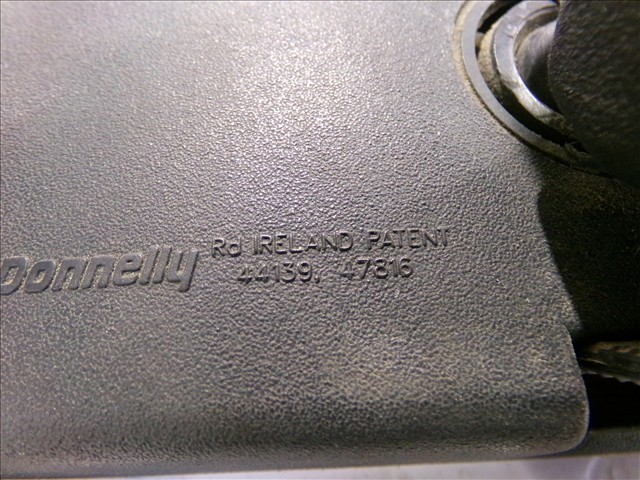 Donnelly Rd IRELAND PATENT
44139, 47816